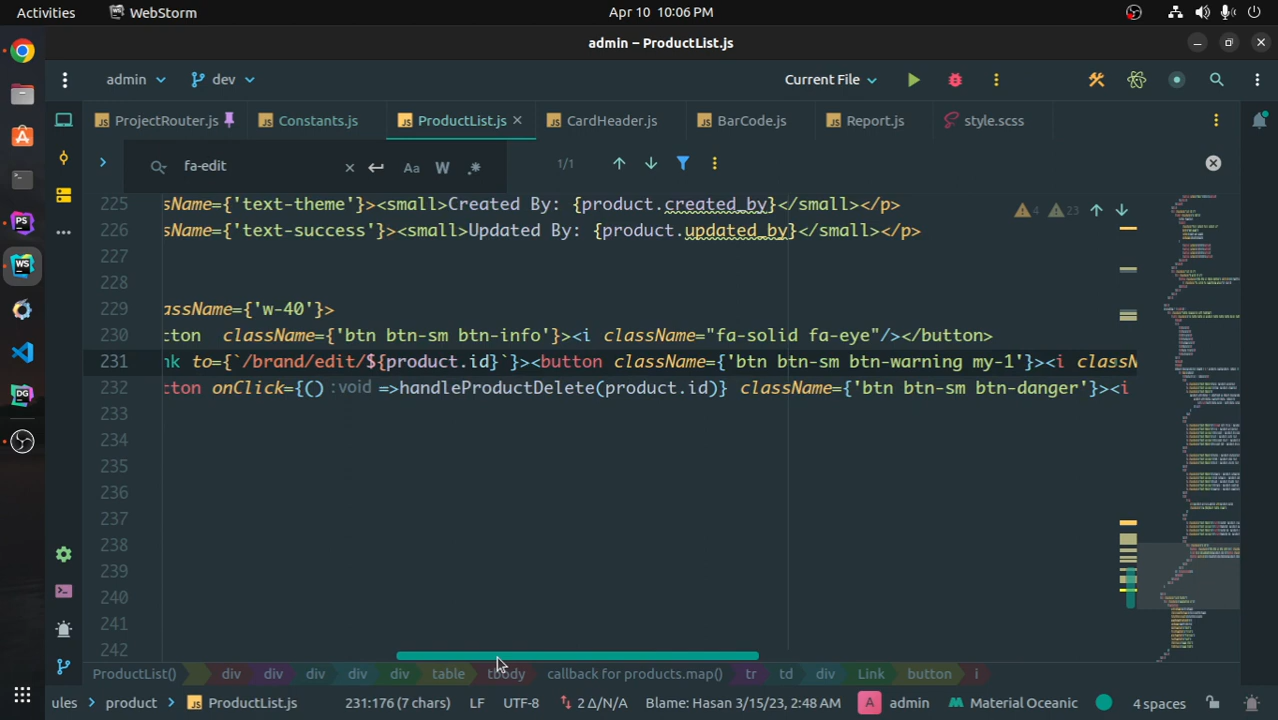 Activities WebStorm Apr 10 10:06 PM
admin – ProductList.js
admin dev Current File
ProjectRouter.js Constants.js ProductList.js CardHeader.js BarCode.js Report.js style.scss
fa-edit Aa W .* 1/1
225 sName={'text-theme'}><small>Created By: {product.created_by}</small></p>
4 23
226 sName={'text-success'}><small>Updated By: {product.updated_by}</small></p>
227
228
229 assName={'w-40'}>
230 tton className={'btn btn-sm btn-info'}><i className="fa-solid fa-eye"/></button>
231 nk to={`/brand/edit/${product.id}`}><button className={'btn btn-sm btn-warning my-1'}><i classN
232 tton onClick={() :void =>handleProductDelete(product.id)} className={'btn btn-sm btn-danger'}><i
233
234
235
236
237
238
239
240
241
242
ProductList() div div div div table tbody callback for products.map() tr td div Link button i
ules product ProductList.js 231:176 (7 chars) LF UTF-8 2 Δ/N/A Blame: Hasan 3/15/23, 2:48 AM A admin Material Oceanic 4 spaces
PS
WS
DG